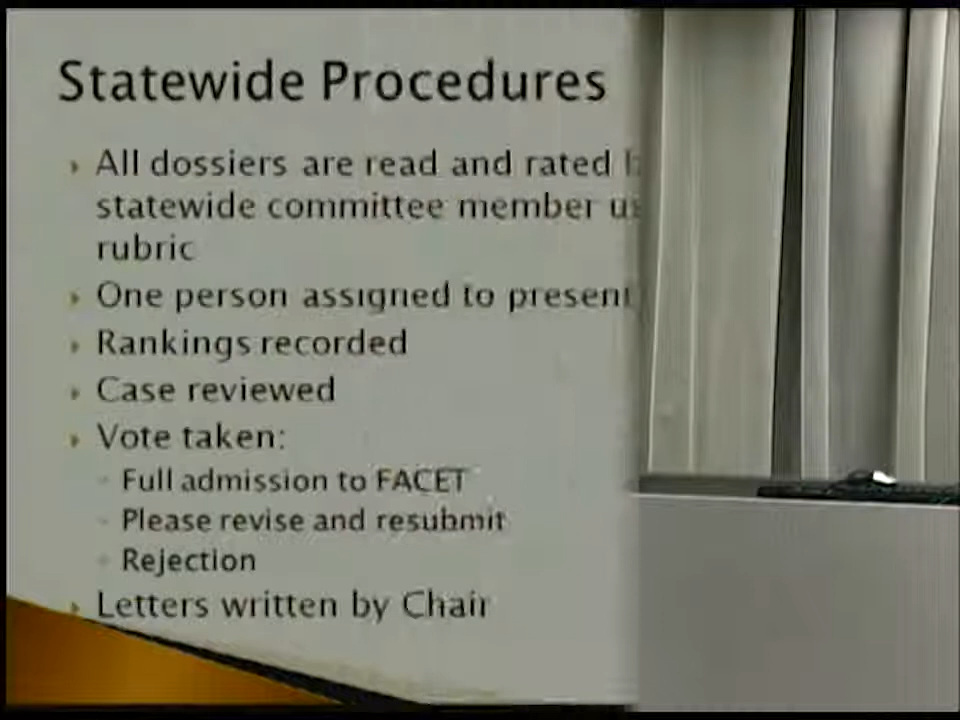 Statewide Procedures
All dossiers are read and rated
statewide committee member
rubric
One person assigned to present
Rankings recorded
Case reviewed
Vote taken:
Full admission to FACET
Please revise and resubmit
Rejection
Letters written by Chair